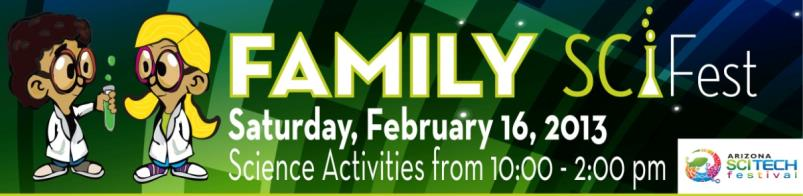 FAMILY SCiFest
Saturday, February 16, 2013
Science Activities from 10:00 - 2:00 pm
ARIZONA
SCITECH
festival